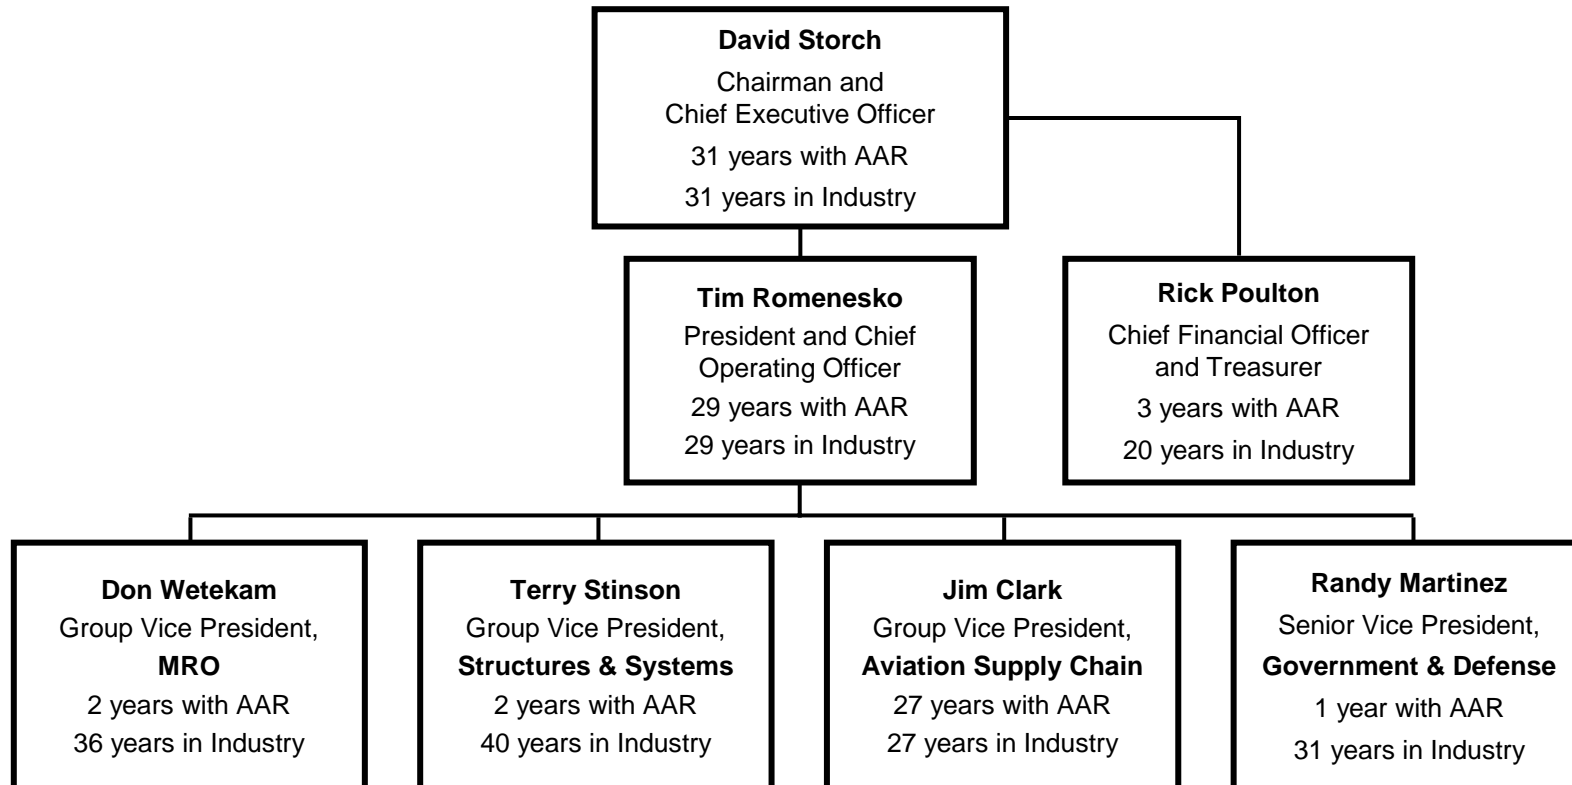 David Storch
Chairman and
Chief Executive Officer
31 years with AAR
31 years in Industry
Tim Romenesko
President and Chief
Operating Officer
29 years with AAR
29 years in Industry
Rick Poulton
Chief Financial Officer
and Treasurer
3 years with AAR
20 years in Industry
Don Wetekam
Group Vice President,
MRO
2 years with AAR
36 years in Industry
Terry Stinson
Group Vice President,
Structures & Systems
2 years with AAR
40 years in Industry
Jim Clark
Group Vice President,
Aviation Supply Chain
27 years with AAR
27 years in Industry
Randy Martinez
Senior Vice President,
Government & Defense
1 year with AAR
31 years in Industry